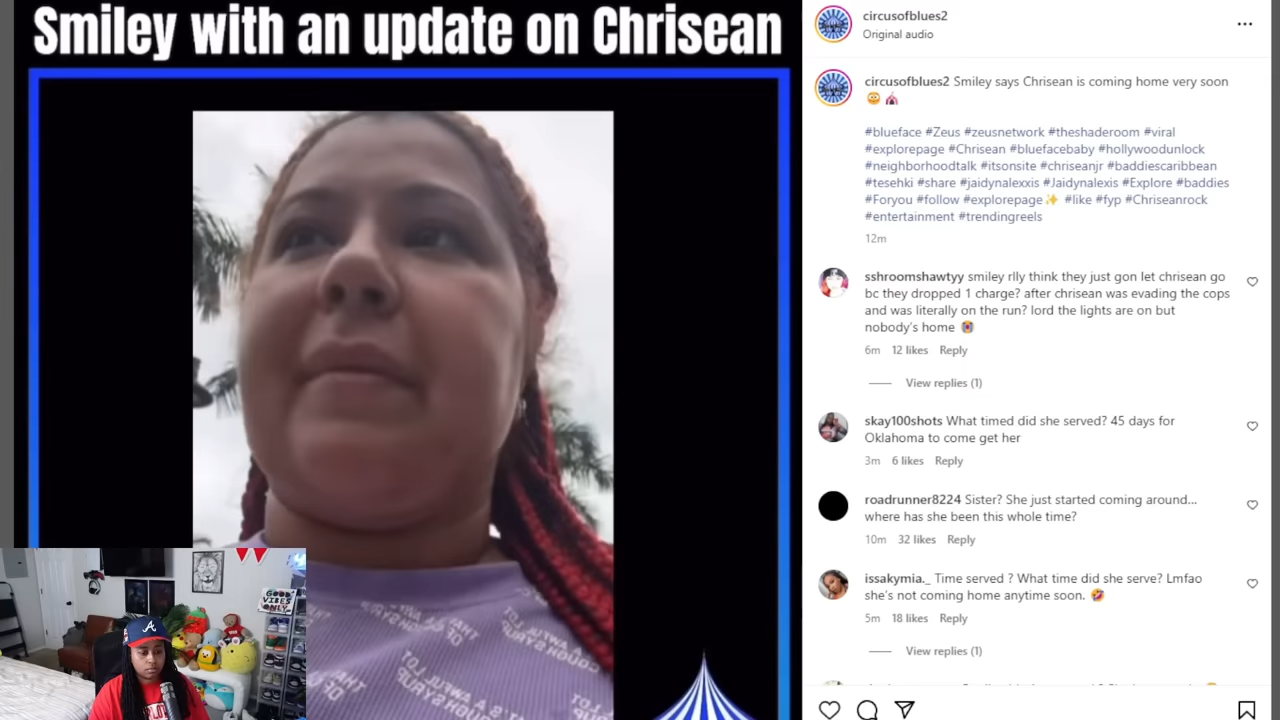 Smiley with an update on Chrisean
circusofblues2
Original audio
circusofblues2 Smiley says Chrisean is coming home very soon
#blueface #Zeus #zeusnetwork #theshaderoom #viral
#explorepage #Chrisean #bluefacebaby #hollywoodunlock
#neighborhoodtalk #itsonsite #chriseanjr #baddiescaribbean
#tesehki #share #jaidynalexxis #Jaidynalexis #Explore #baddies
#Foryou #follow #explorepage✨ #like #fyp #Chriseanrock
#entertainment #trendingreels
12m
sshroomshawtyy smiley rlly think they just gon let chrisean go
bc they dropped 1 charge? after chrisean was evading the cops
and was literally on the run? lord the lights are on but
nobody's home
6m 12 likes Reply
View replies (1)
skay100shots What timed did she served? 45 days for
Oklahoma to come get her
3m 6 likes Reply
roadrunner8224 Sister? She just started coming around...
where has she been this whole time?
10m 32 likes Reply
issakymia._ Time served ? What time did she serve? Lmfao
she's not coming home anytime soon. 🤣
5m 18 likes Reply
View replies (1)
GOOD
VIBES
ONLY
A